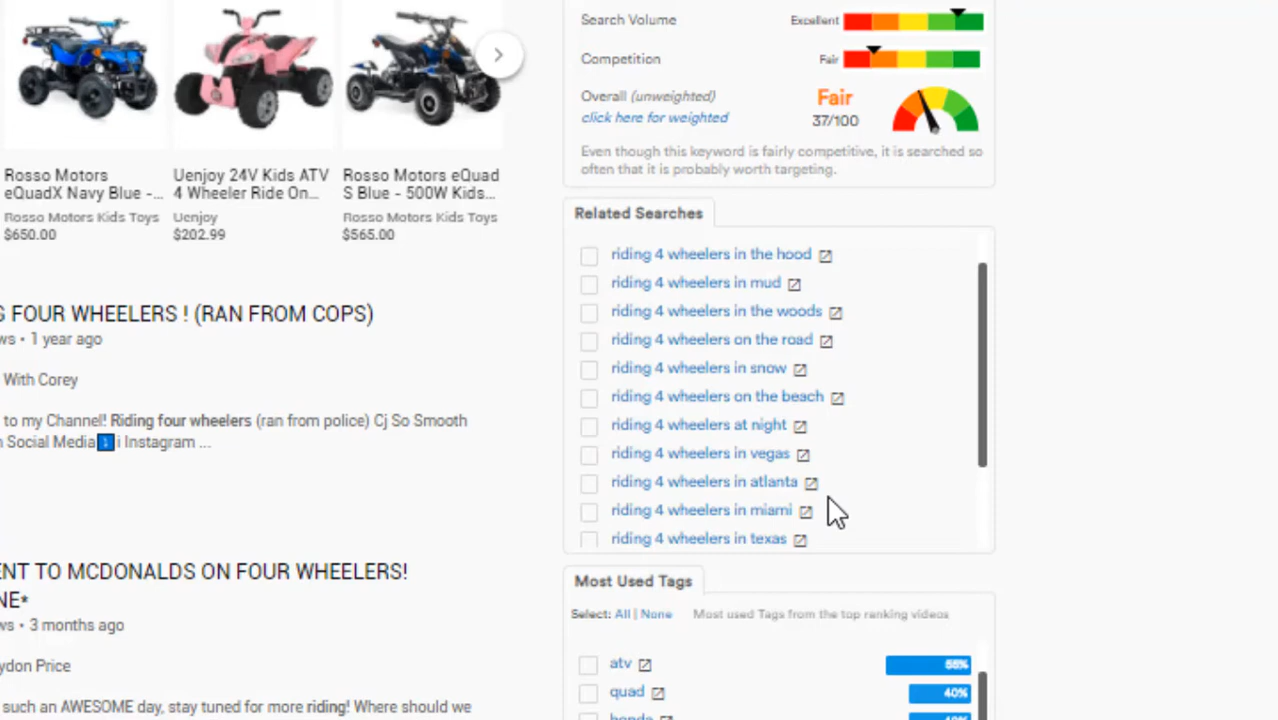 Rosso Motors
eQuadX Navy Blue -...
Rosso Motors Kids Toys
$650.00
Uenjoy 24V Kids ATV
4 Wheeler Ride On...
Uenjoy
$202.99
Rosso Motors eQuad
S Blue - 500W Kids...
Rosso Motors Kids Toys
$565.00
G FOUR WHEELERS ! (RAN FROM COPS)
ws • 1 year ago
With Corey
to my Channel! Riding four wheelers (ran from police) Cj So Smooth
n Social Media i Instagram ...
ENT TO MCDONALDS ON FOUR WHEELERS!
NE*
ws • 3 months ago
ydon Price
such an AWESOME day, stay tuned for more riding! Where should we
Search Volume Excellent
Competition Fair
Overall (unweighted) Fair
click here for weighted 37/100
Even though this keyword is fairly competitive, it is searched so
often that it is probably worth targeting.
Related Searches
riding 4 wheelers in the hood
riding 4 wheelers in mud
riding 4 wheelers in the woods
riding 4 wheelers on the road
riding 4 wheelers in snow
riding 4 wheelers on the beach
riding 4 wheelers at night
riding 4 wheelers in vegas
riding 4 wheelers in atlanta
riding 4 wheelers in miami
riding 4 wheelers in texas
Most Used Tags
Select: All | None Most used Tags from the top ranking videos
atv 55%
quad 40%